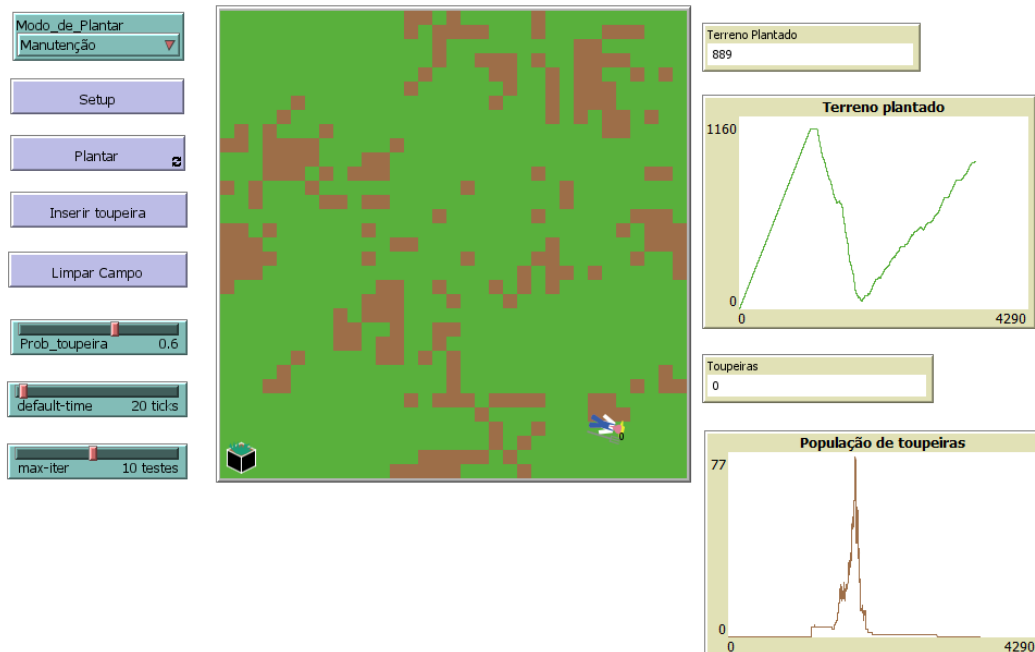 Modo_de_Plantar
Manutenção
Setup
Plantar
Inserir toupeira
Limpar Campo
Prob_toupeira 0.6
default-time 20 ticks
max-iter 10 testes
0
Terreno Plantado
889
Terreno plantado
1160
0
0 4290
Toupeiras
0
População de toupeiras
77
0
0 4290